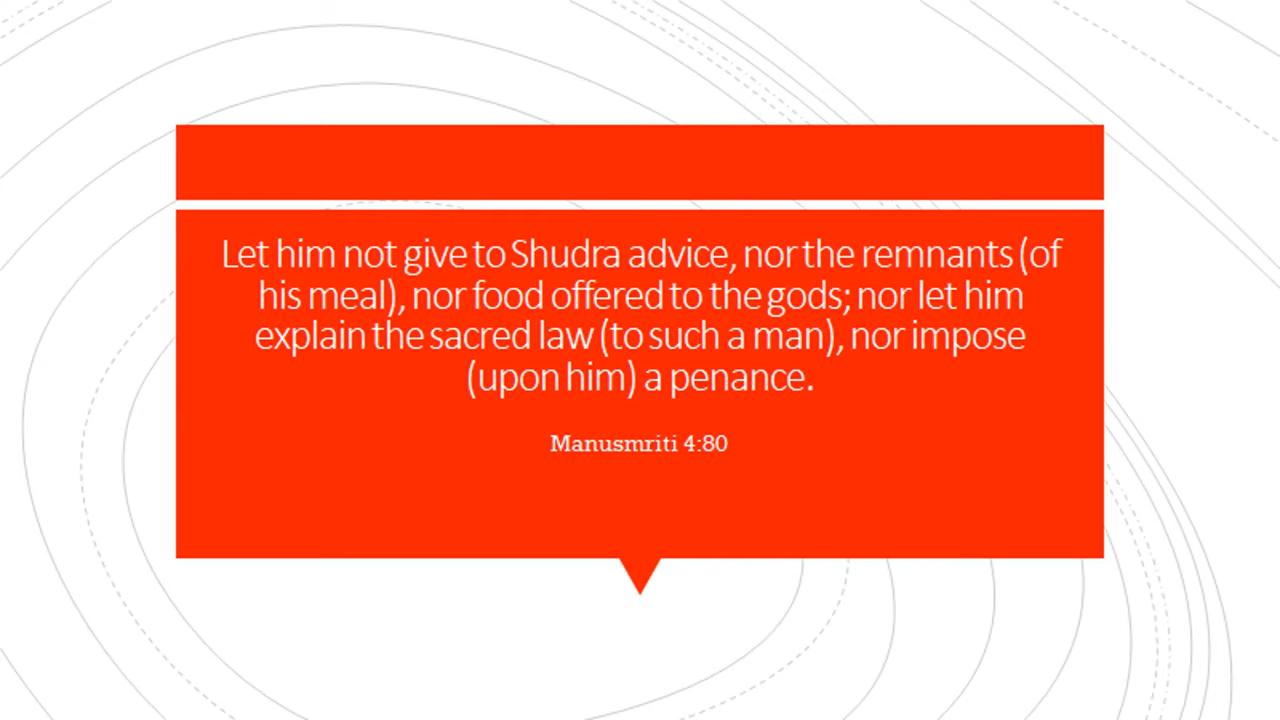 Let him not give to Shudra advice, nor the remnants (of
his meal), nor food offered to the gods; nor let him
explain the sacred law (to such a man), nor impose
(upon him) a penance.
Manusmriti 4:80